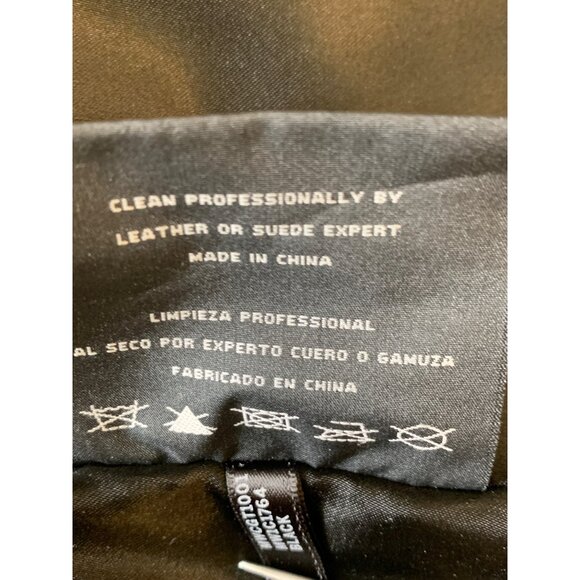 CLEAN PROFESSIONALLY BY
LEATHER OR SUEDE EXPERT
MADE IN CHINA
LIMPIEZA PROFESSIONAL
AL SECO POR EXPERTO CUERO O GAMUZA
FABRICADO EN CHINA
BLACK